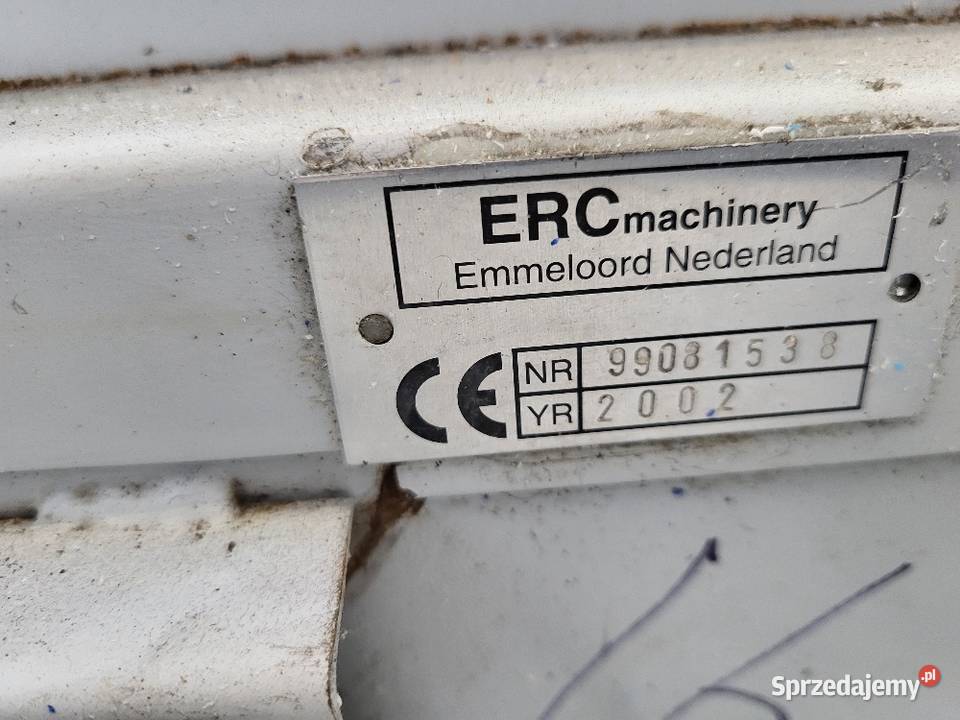 ERCmachinery
Emmeloord Nederland
CE NR 99081538
YR 2002
Sprzedajemy.pl